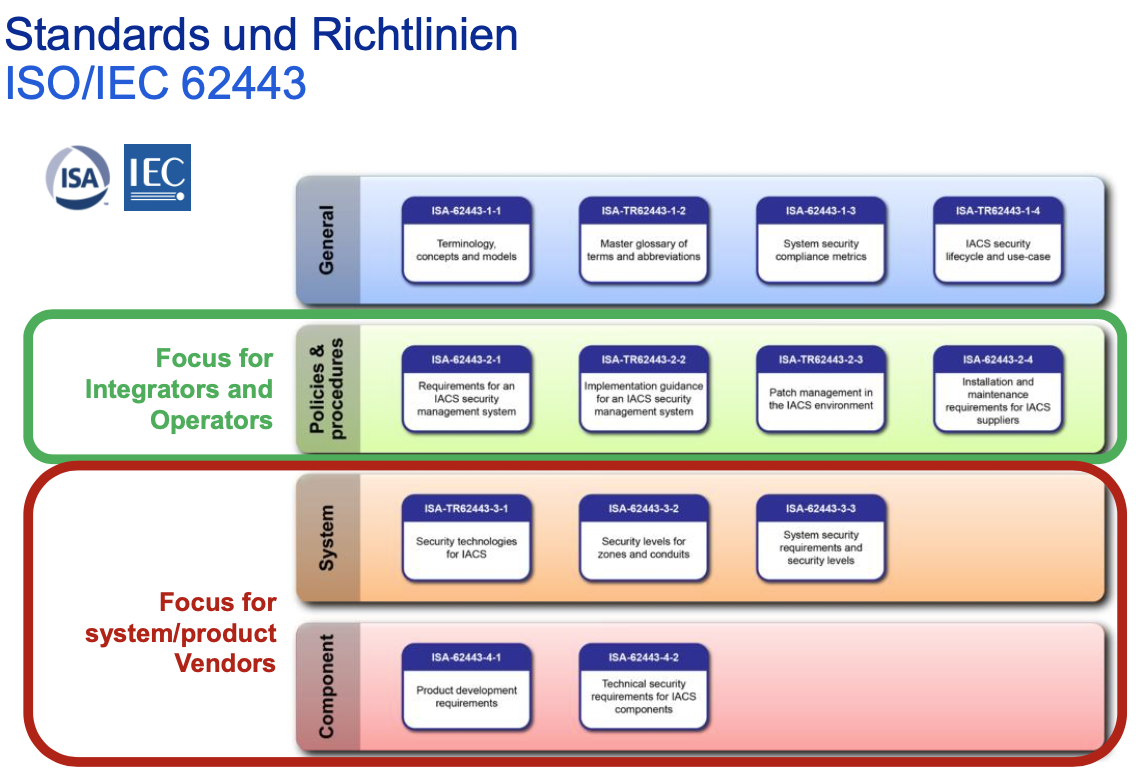 Standards und Richtlinien
ISO/IEC 62443
ISA
IEC
General
ISA-62443-1-1
Terminology,
concepts and models
ISA-TR62443-1-2
Master glossary of
terms and abbreviations
ISA-62443-1-3
System security
compliance metrics
ISA-TR62443-1-4
IACS security
lifecycle and use-case
Focus for
Integrators and
Operators
Policies &
procedures
ISA-62443-2-1
Requirements for an
IACS security
management system
ISA-TR62443-2-2
Implementation guidance
for an IACS security
management system
ISA-TR62443-2-3
Patch management in
the IACS environment
ISA-62443-2-4
Installation and
maintenance
requirements for IACS
suppliers
Focus for
system/product
Vendors
System
ISA-TR62443-3-1
Security technologies
for IACS
ISA-62443-3-2
Security levels for
zones and conduits
ISA-62443-3-3
System security
requirements and
security levels
Component
ISA-62443-4-1
Product development
requirements
ISA-62443-4-2
Technical security
requirements for IACS
components